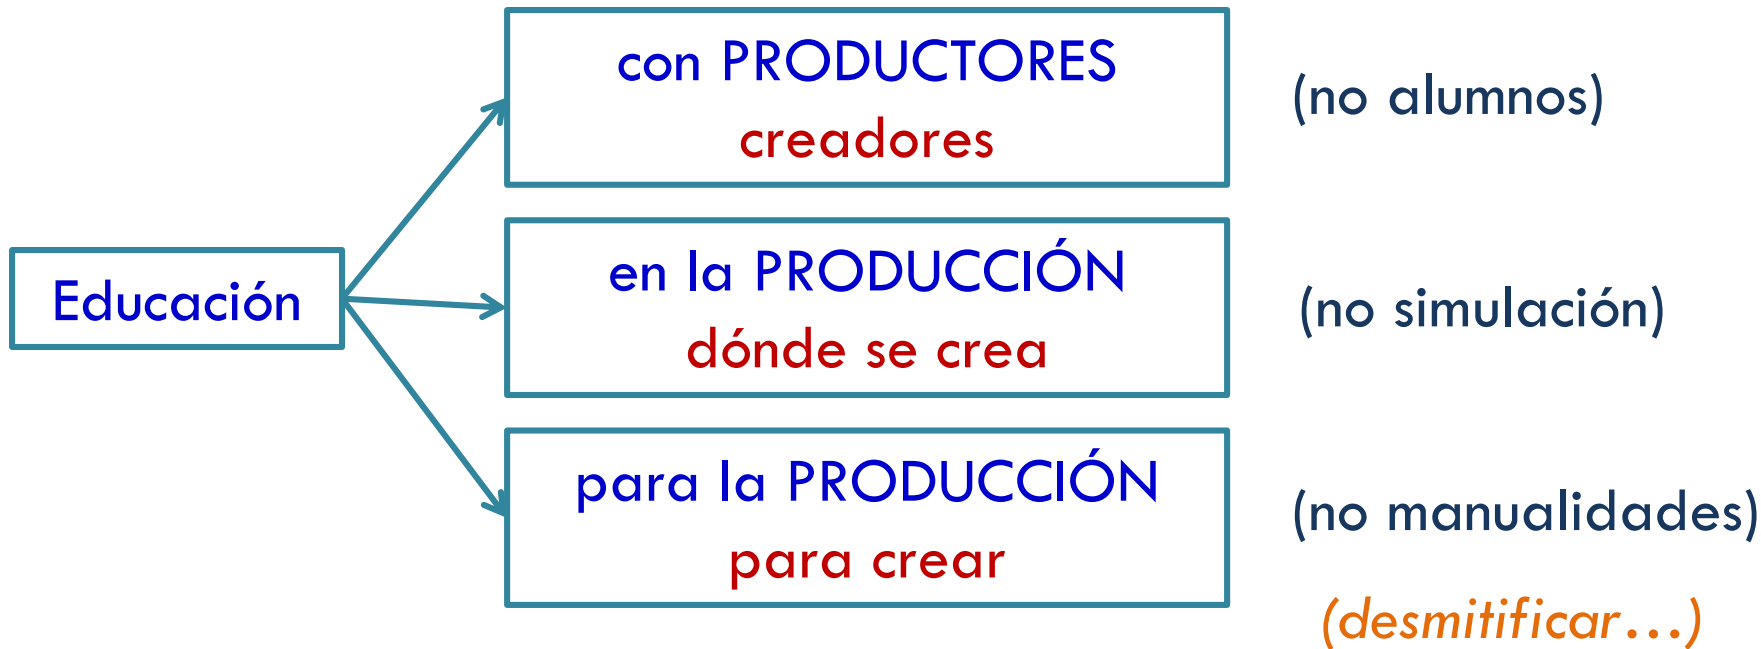 Educación
con PRODUCTORES
creadores
(no alumnos)
en la PRODUCCIÓN
dónde se crea
(no simulación)
para la PRODUCCIÓN
para crear
(no manualidades)
(desmitificar...)